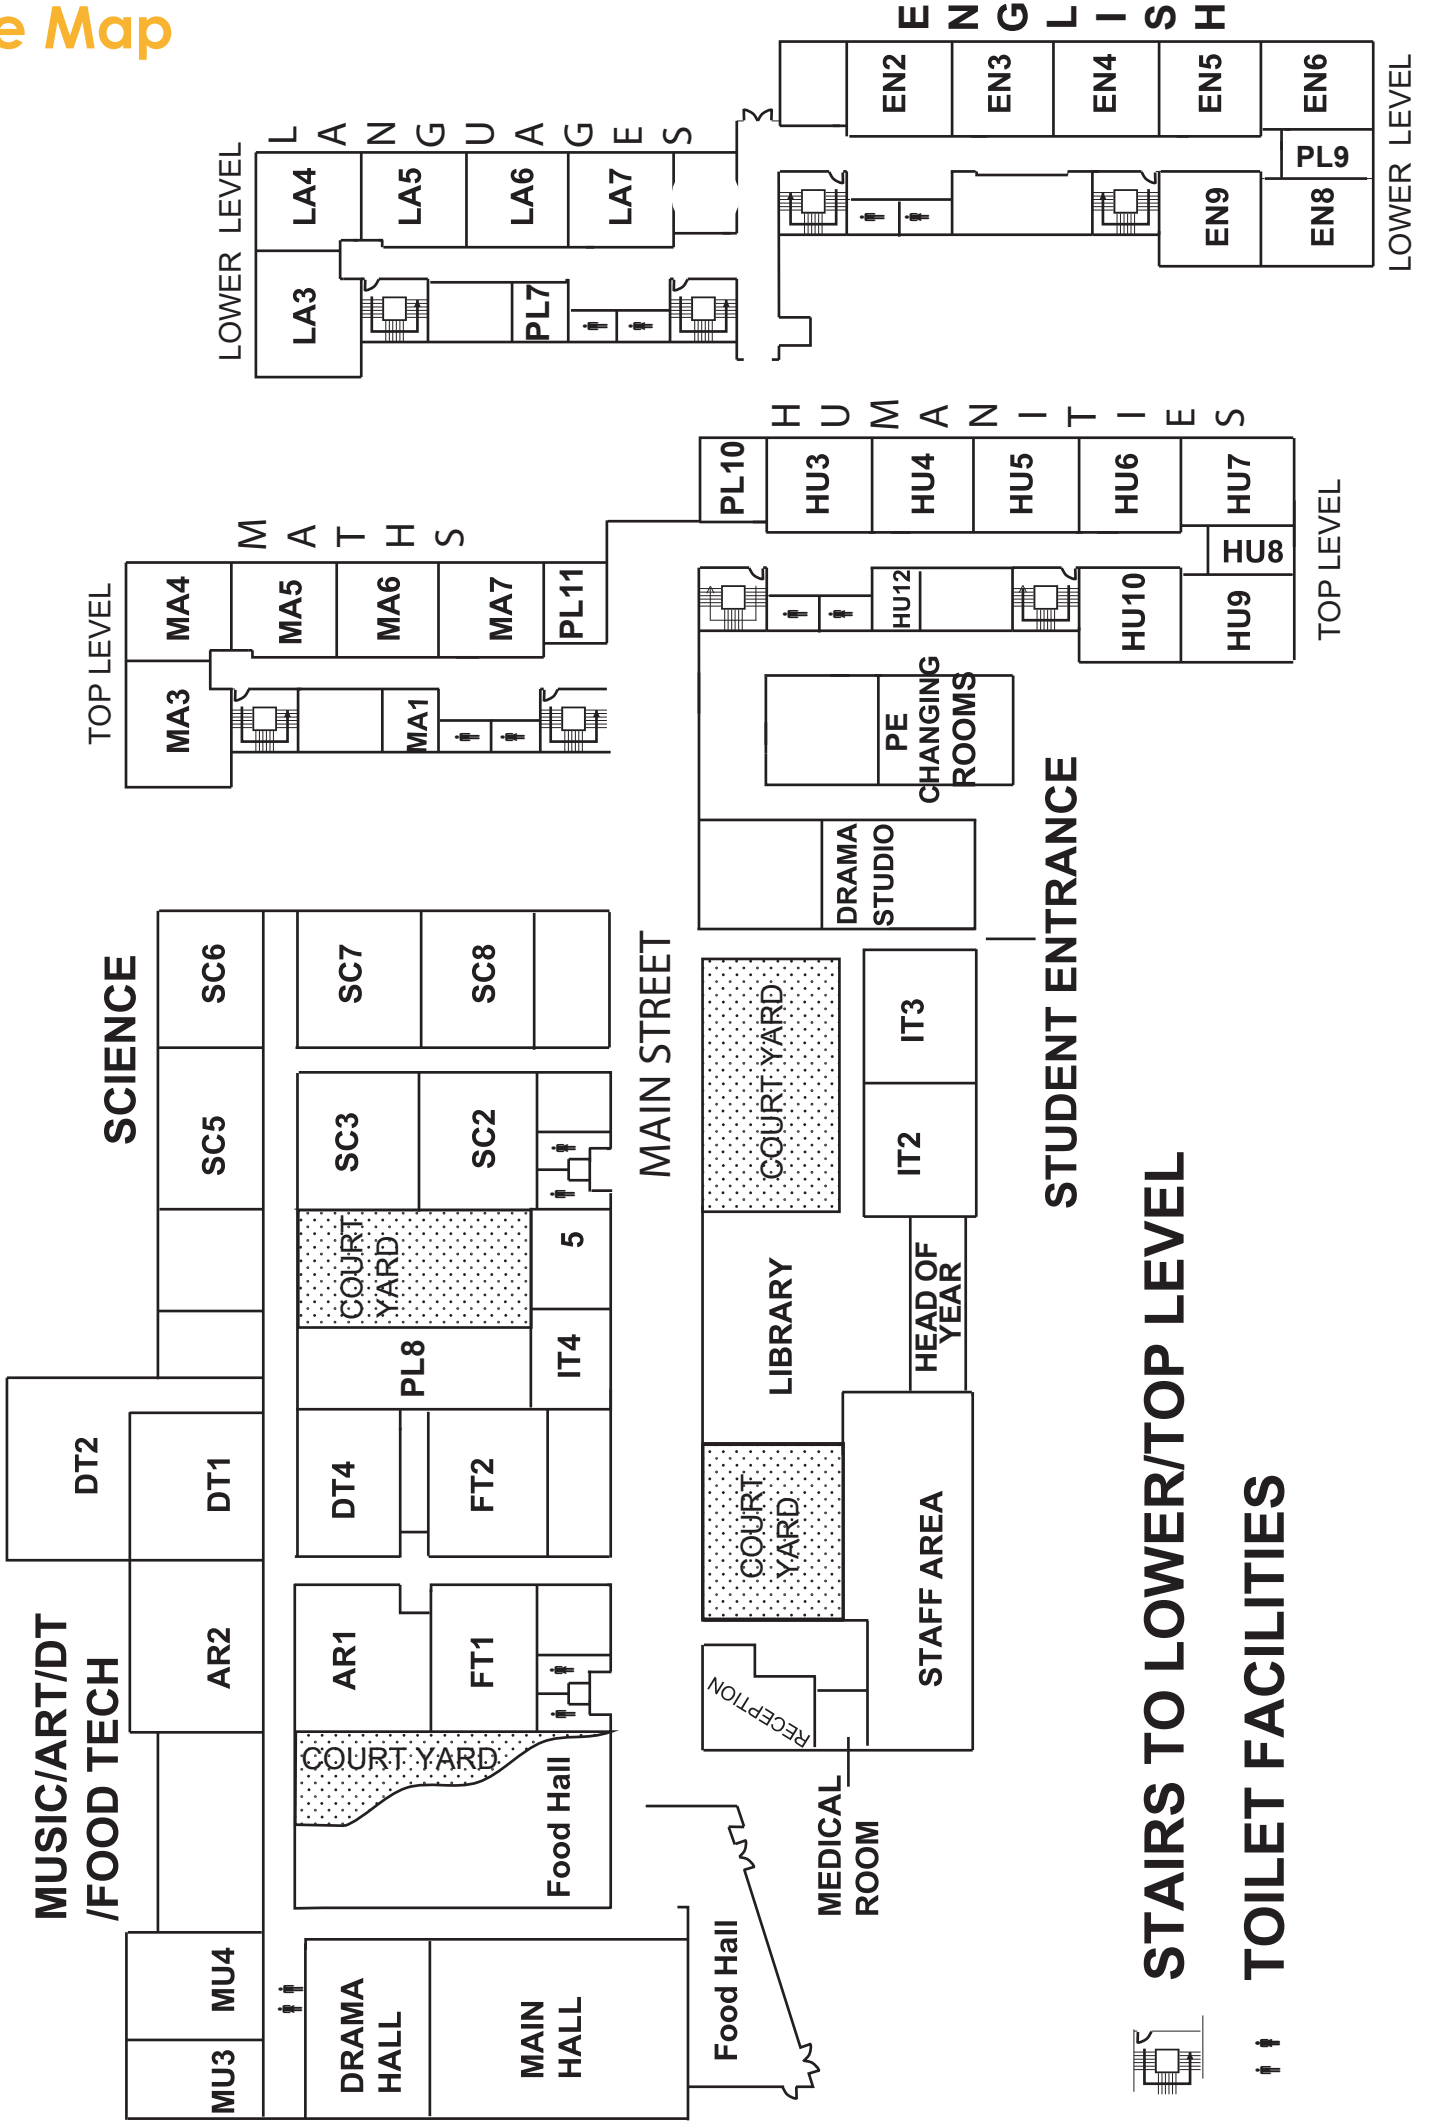 e Map
ENGLISH
LOWER LEVEL
EN2
EN3
EN4
EN5
EN6
PL9
EN9
EN8
LANGUAGES
LOWER LEVEL
LA4
LA5
LA6
LA7
LA3
PL7
HUMANITIES
TOP LEVEL
PL10
HU3
HU4
HU5
HU6
HU7
HU8
HU12
HU10
HU9
MATHS
TOP LEVEL
MA4
MA5
MA6
MA7
PL11
MA3
MA1
PE
CHANGING
ROOMS
DRAMA
STUDIO
STUDENT ENTRANCE
SCIENCE
SC6
SC7
SC8
SC5
SC3
SC2
MAIN STREET
COURT YARD
IT3
IT2
COURT
YARD
5
PL8
IT4
LIBRARY
HEAD OF
YEAR
DT2
DT1
DT4
FT2
COURT
YARD
STAFF AREA
MUSIC/ART/DT
/FOOD TECH
AR2
AR1
FT1
RECEPTION
COURT YARD
Food Hall
MEDICAL
ROOM
MU4
MU3
DRAMA
HALL
MAIN
HALL
Food Hall
STAIRS TO LOWER/TOP LEVEL
TOILET FACILITIES